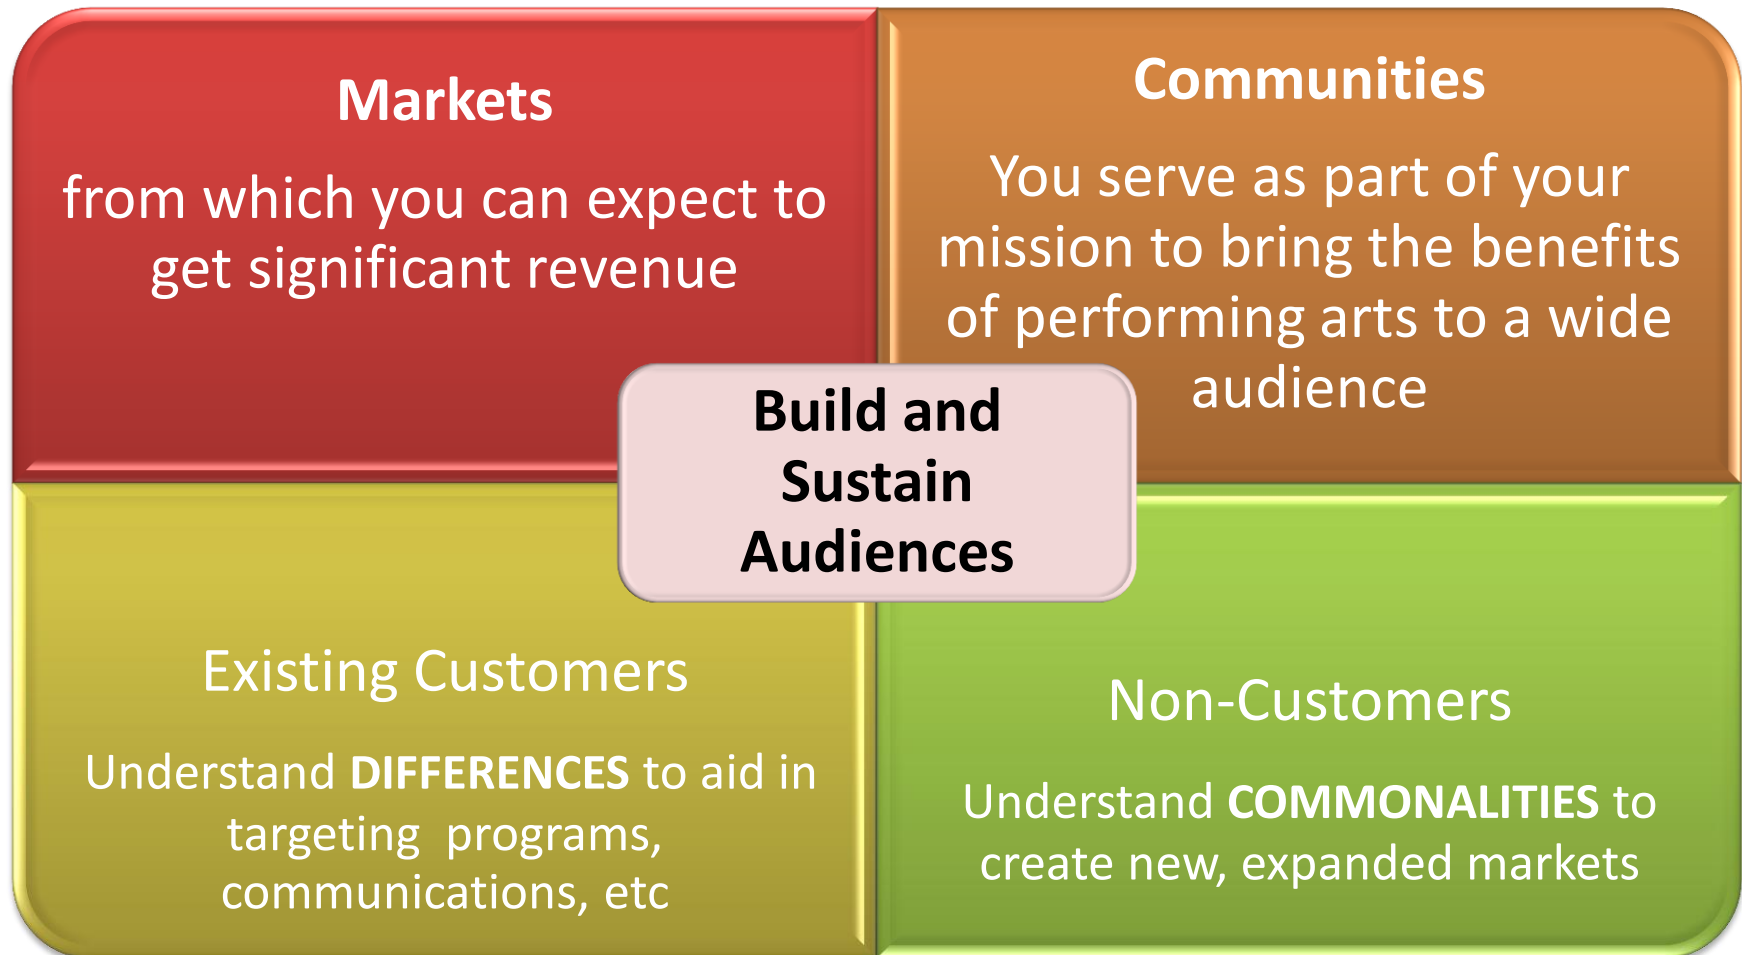 Markets
from which you can expect to
get significant revenue
Communities
You serve as part of your
mission to bring the benefits
of performing arts to a wide
audience
Build and
Sustain
Audiences
Existing Customers
Understand DIFFERENCES to aid in
targeting  programs,
communications, etc
Non-Customers
Understand COMMONALITIES to
create new, expanded markets